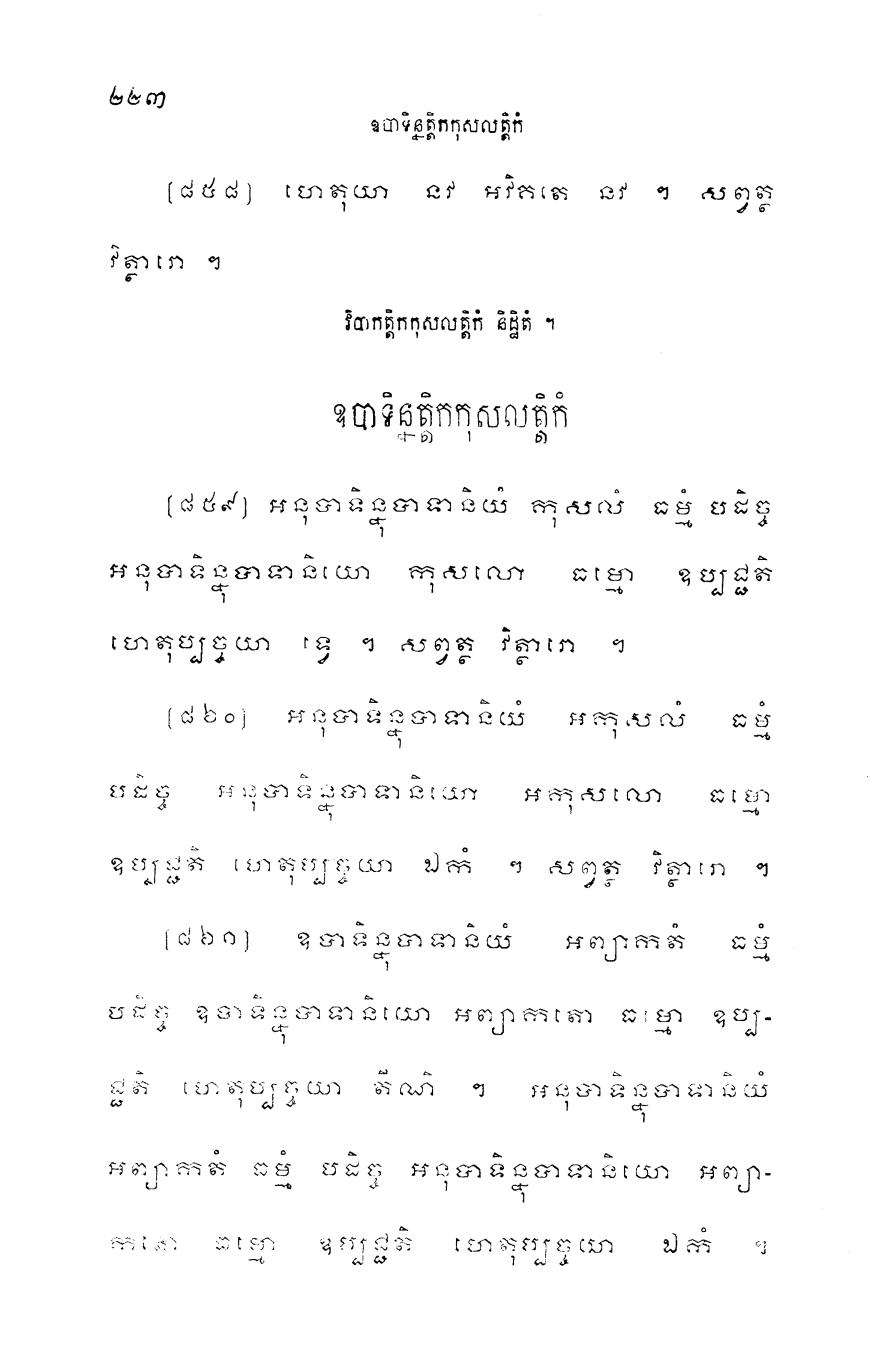 ២២៣
ឧបាទិន្នត្តិកកុសលត្តិកំ
[៨៥៨] ហេតុយា នវ អវិគតេ នវ ។ សព្វត្ថ
វិត្ថារោ ។
វិបាកត្តិកកុសលត្តិកំ និដ្ឋិតំ ។
ឧបាទិន្នត្តិកកុសលត្តិកំ
[៨៥៩] អនុបាទិន្នុបាទានិយំ កុសលំ ធម្មំ បដិច្ច
អនុបាទិន្នុបាទានិយោ កុសលោ ធម្មោ ឧប្បជ្ជតិ
ហេតុប្បច្ចយា ទ្វេ ។ សព្វត្ថ វិត្ថារោ ។
[៨៦០] អនុបាទិន្នុបាទានិយំ អកុសលំ ធម្មំ
បដិច្ច អនុបាទិន្នុបាទានិយោ អកុសលោ ធម្មោ
ឧប្បជ្ជតិ ហេតុប្បច្ចយា ឯកំ ។ សព្វត្ថ វិត្ថារោ ។
[៨៦១] ឧបាទិន្នុបាទានិយំ អព្យាកតំ ធម្មំ
បដិច្ច ឧបាទិន្នុបាទានិយោ អព្យាកតោ ធម្មោ ឧប្ប-
ជ្ជតិ ហេតុប្បច្ចយា តីណិ ។ អនុបាទិន្នុបាទានិយំ
អព្យាកតំ ធម្មំ បដិច្ច អនុបាទិន្នុបាទានិយោ អព្យា-
កតោ ធម្មោ ឧប្បជ្ជតិ ហេតុប្បច្ចយោ ឯកំ ។